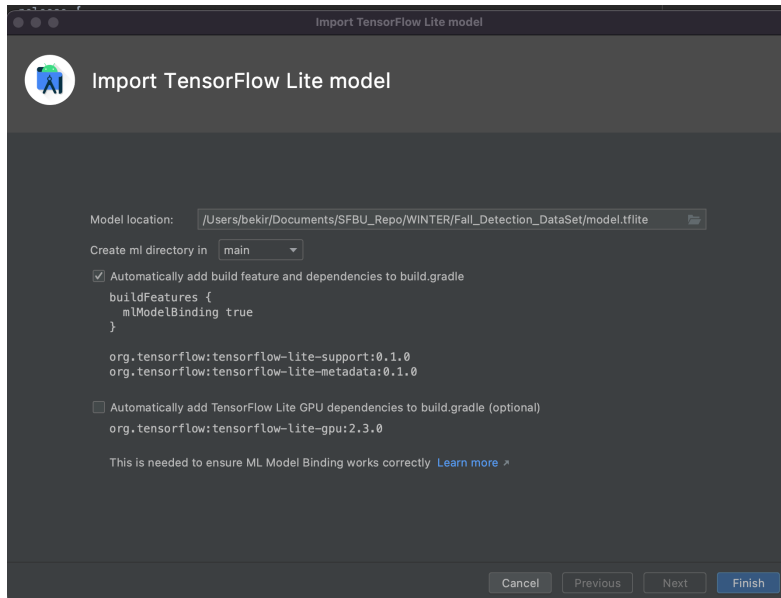 Import TensorFlow Lite model
Import TensorFlow Lite model
Model location: /Users/bekir/Documents/SFBU_Repo/WINTER/Fall_Detection_DataSet/model.tflite
Create ml directory in main
Automatically add build feature and dependencies to build.gradle
buildFeatures {
mlModelBinding true
}
org.tensorflow:tensorflow-lite-support:0.1.0
org.tensorflow:tensorflow-lite-metadata:0.1.0
Automatically add TensorFlow Lite GPU dependencies to build.gradle (optional)
org.tensorflow:tensorflow-lite-gpu:2.3.0
This is needed to ensure ML Model Binding works correctly Learn more ↗
Cancel Previous Next Finish